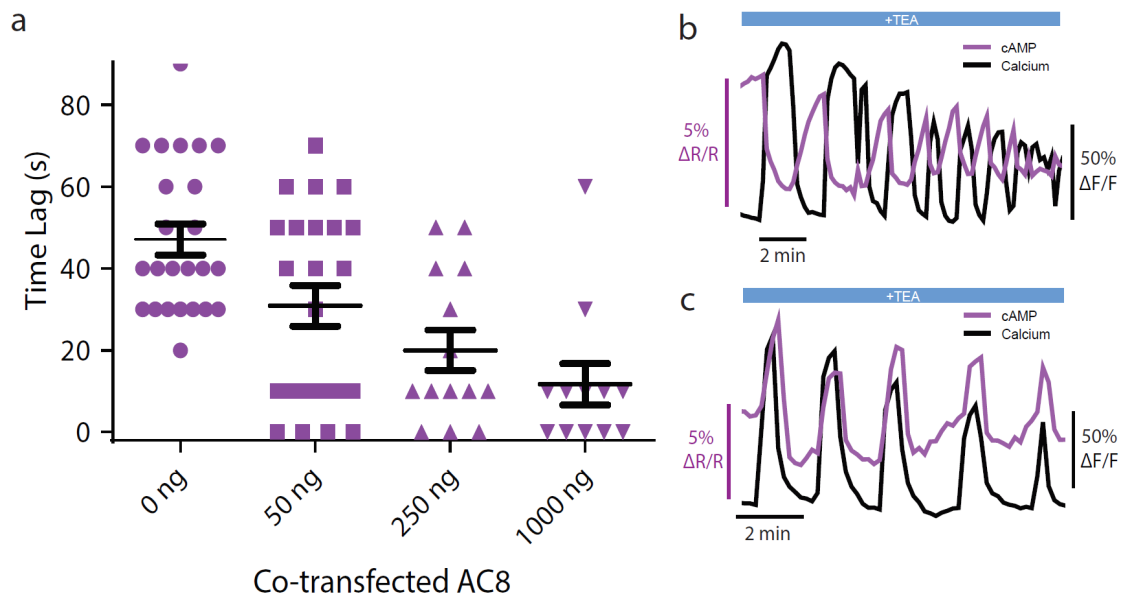 a
Time Lag (s)
80
60
40
20
0
0 ng
50 ng
250 ng
1000 ng
Co-transfected AC8
b
+TEA
cAMP
Calcium
5%
ΔR/R
50%
ΔF/F
2 min
c
+TEA
cAMP
Calcium
5%
ΔR/R
50%
ΔF/F
2 min